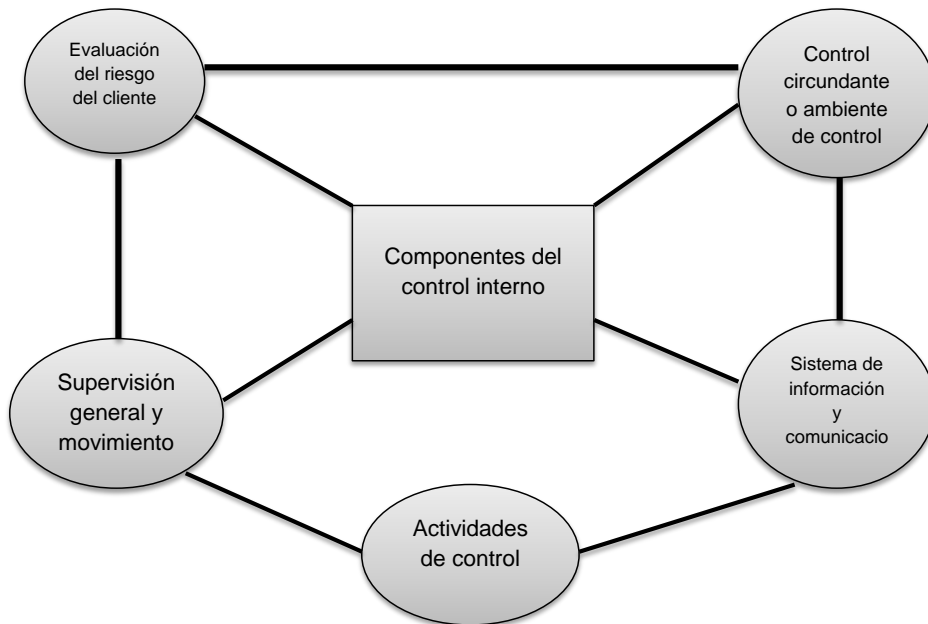 Evaluación
del riesgo
del cliente
Control
circundante
o ambiente
de control
Componentes del
control interno
Supervisión
general y
movimiento
Sistema de
información
y
comunicacio
Actividades
de control